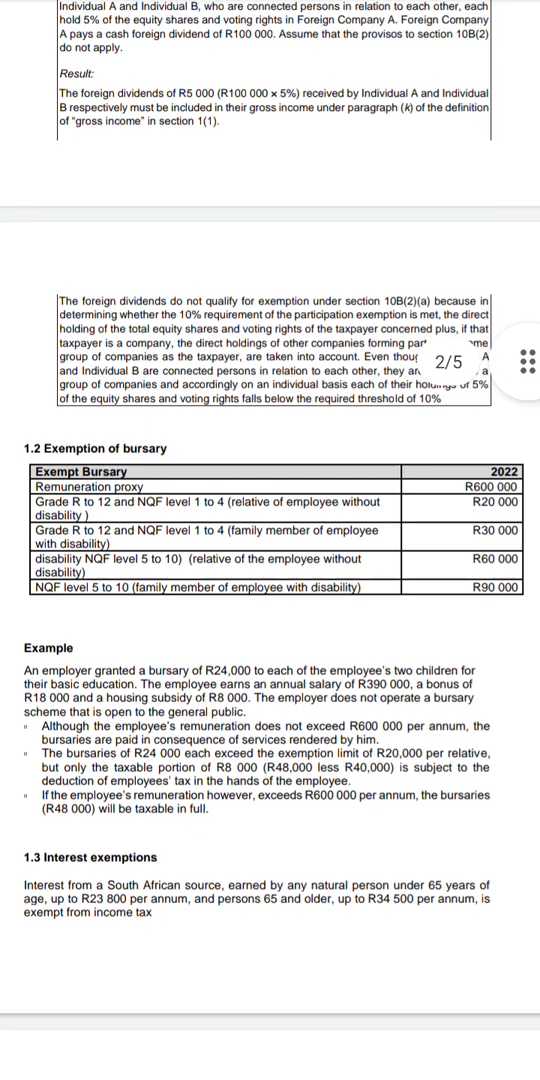 Individual A and Individual B, who are connected persons in relation to each other, each
hold 5% of the equity shares and voting rights in Foreign Company A. Foreign Company
A pays a cash foreign dividend of R100 000. Assume that the provisos to section 10B(2)
do not apply.
Result:
The foreign dividends of R5 000 (R100 000 x 5%) received by Individual A and Individual
B respectively must be included in their gross income under paragraph (k) of the definition
of "gross income" in section 1(1).
The foreign dividends do not qualify for exemption under section 10B(2)(a) because in
determining whether the 10% requirement of the participation exemption is met, the direct
holding of the total equity shares and voting rights of the taxpayer concerned plus, if that
taxpayer is a company, the direct holdings of other companies forming
group of companies as the taxpayer, are taken into account. Even A
2/5
and Individual B are connected persons in relation to each other, they a
group of companies and accordingly on an individual basis each of their of 5%
of the equity shares and voting rights falls below the required threshold of 10%
1.2 Exemption of bursary
Exempt Bursary 2022
Remuneration proxy R600 000
Grade R to 12 and NQF level 1 to 4 (relative of employee without R20 000
disability )
Grade R to 12 and NQF level 1 to 4 (family member of employee R30 000
with disability)
disability NQF level 5 to 10) (relative of the employee without R60 000
disability)
NQF level 5 to 10 (family member of employee with disability) R90 000
Example
An employer granted a bursary of R24,000 to each of the employee's two children for
their basic education. The employee earns an annual salary of R390 000, a bonus of
R18 000 and a housing subsidy of R8 000. The employer does not operate a bursary
scheme that is open to the general public.
▫ Although the employee's remuneration does not exceed R600 000 per annum, the
bursaries are paid in consequence of services rendered by him.
▫ The bursaries of R24 000 each exceed the exemption limit of R20,000 per relative,
but only the taxable portion of R8 000 (R48,000 less R40,000) is subject to the
deduction of employees' tax in the hands of the employee.
▫ If the employee's remuneration however, exceeds R600 000 per annum, the bursaries
(R48 000) will be taxable in full.
1.3 Interest exemptions
Interest from a South African source, earned by any natural person under 65 years of
age, up to R23 800 per annum, and persons 65 and older, up to R34 500 per annum, is
exempt from income tax